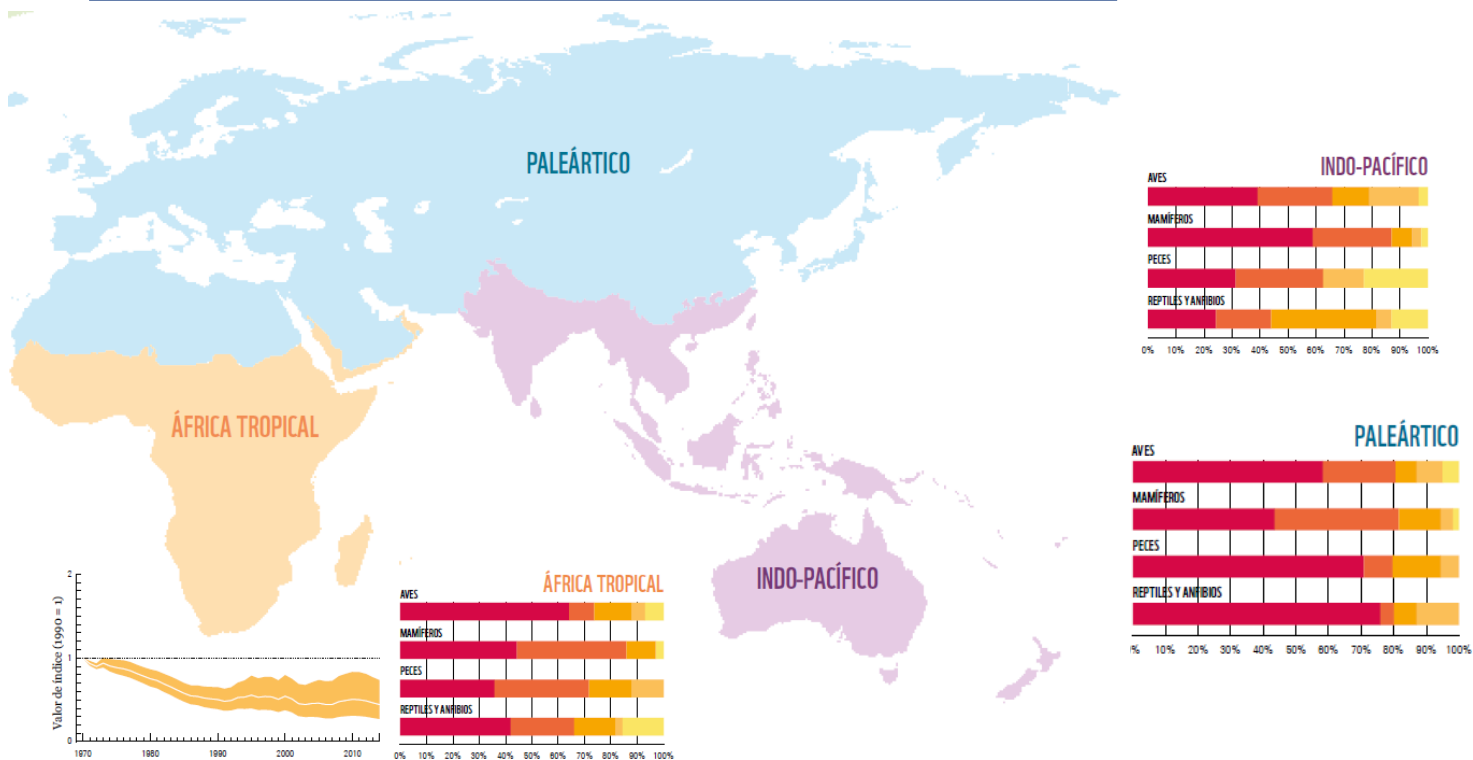 PALEÁRTICO
ÁFRICA TROPICAL
INDO-PACÍFICO
INDO-PACÍFICO
AVES
MAMÍFEROS
PECES
REPTILES Y ANFIBIOS
0% 10% 20% 30% 40% 50% 60% 70% 80% 90% 100%
PALEÁRTICO
AVES
MAMÍFEROS
PECES
REPTILES Y ANFIBIOS
% 10% 20% 30% 40% 50% 60% 70% 80% 90% 100%
ÁFRICA TROPICAL
AVES
MAMÍFEROS
PECES
REPTILES Y ANFIBIOS
0% 10% 20% 30% 40% 50% 60% 70% 80% 90% 100%
Valor de índice (1990 = 1)
2
1
0
1970 1980 1990 2000 2010